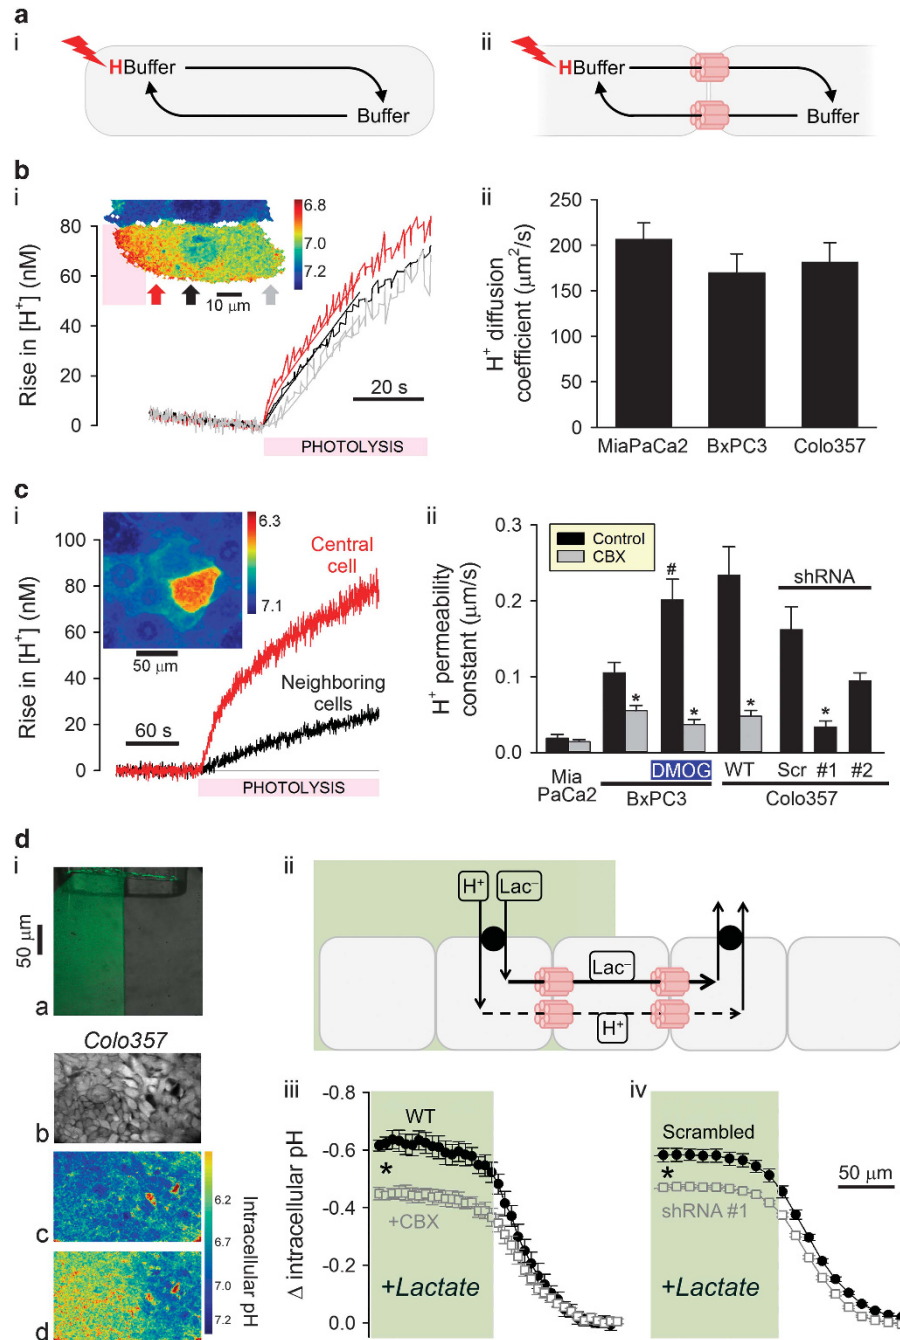 a
i
HBuffer
Buffer
ii
HBuffer
Buffer
b
i
Rise in [H⁺] (nM)
80
60
40
20
0
6.8
7.0
7.2
10 μm
20 s
PHOTOLYSIS
ii
H⁺ diffusion
coefficient (μm²/s)
250
200
150
100
50
0
MiaPaCa2 BxPC3 Colo357
c
i
Rise in [H⁺] (nM)
100
80
60
40
20
0
6.3
7.1
50 μm
Central
cell
Neighboring
cells
60 s
PHOTOLYSIS
ii
H⁺ permeability
constant (μm/s)
0.3
0.2
0.1
0.0
Control
CBX
#
*
*
*
*
shRNA
Mia
PaCa2
DMOG
BxPC3
WT Scr #1 #2
Colo357
d
i
50 μm
a
Colo357
b
c
d
Intracellular pH
6.2
6.7
7.0
7.2
ii
H⁺ Lac⁻
Lac⁻
H⁺
iii
Δ intracellular pH
-0.8
-0.6
-0.4
-0.2
0.0
WT
*
+CBX
+Lactate
iv
Scrambled
*
shRNA #1
50 μm
+Lactate